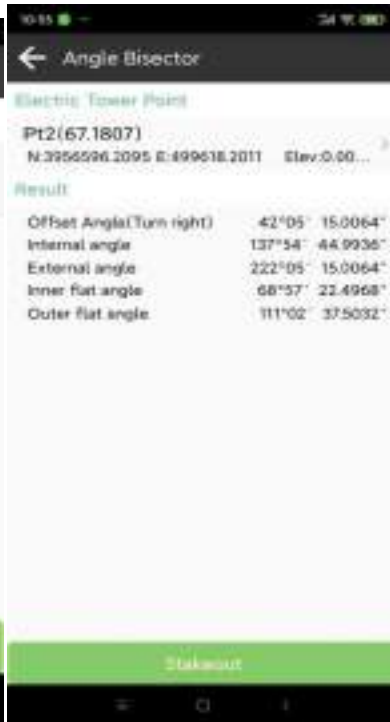 10:55
Angle Bisector
Electric Tower Point
Pt2(67.1807)
N:3956596.2095 E:499618.2011 Elev:0.00...
Result
Offset Angle(Turn right) 42°05′ 15.0064″
Internal angle 137°54′ 44.9936″
External angle 222°05′ 15.0064″
Inner flat angle 68°57′ 22.4968″
Outer flat angle 111°02′ 37.5032″
Stakeout